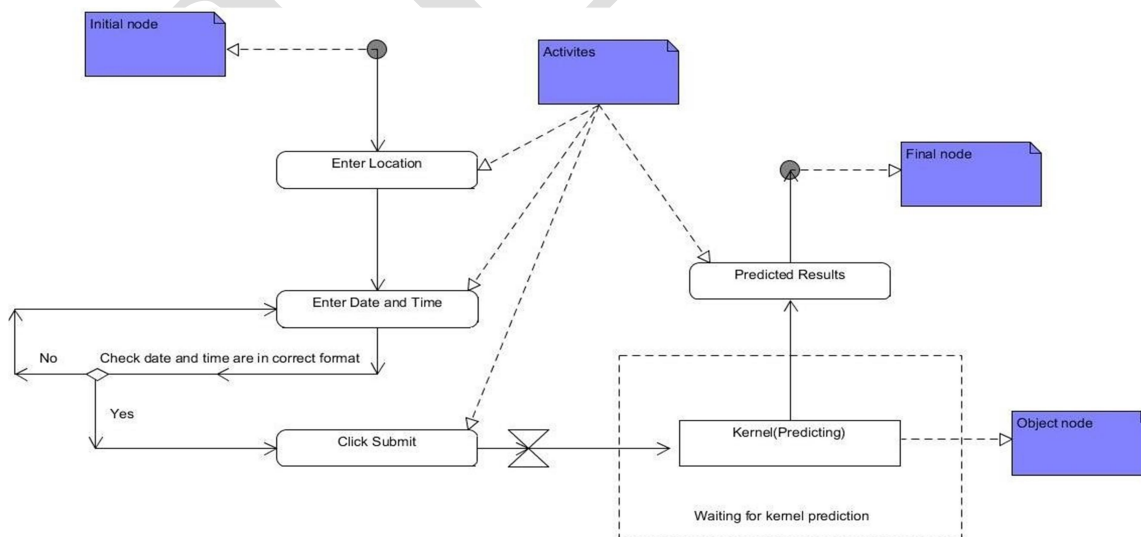 Initial node
Activites
Enter Location
Final node
Predicted Results
Enter Date and Time
No
Check date and time are in correct format
Yes
Click Submit
Kernel(Predicting)
Object node
Waiting for kernel prediction